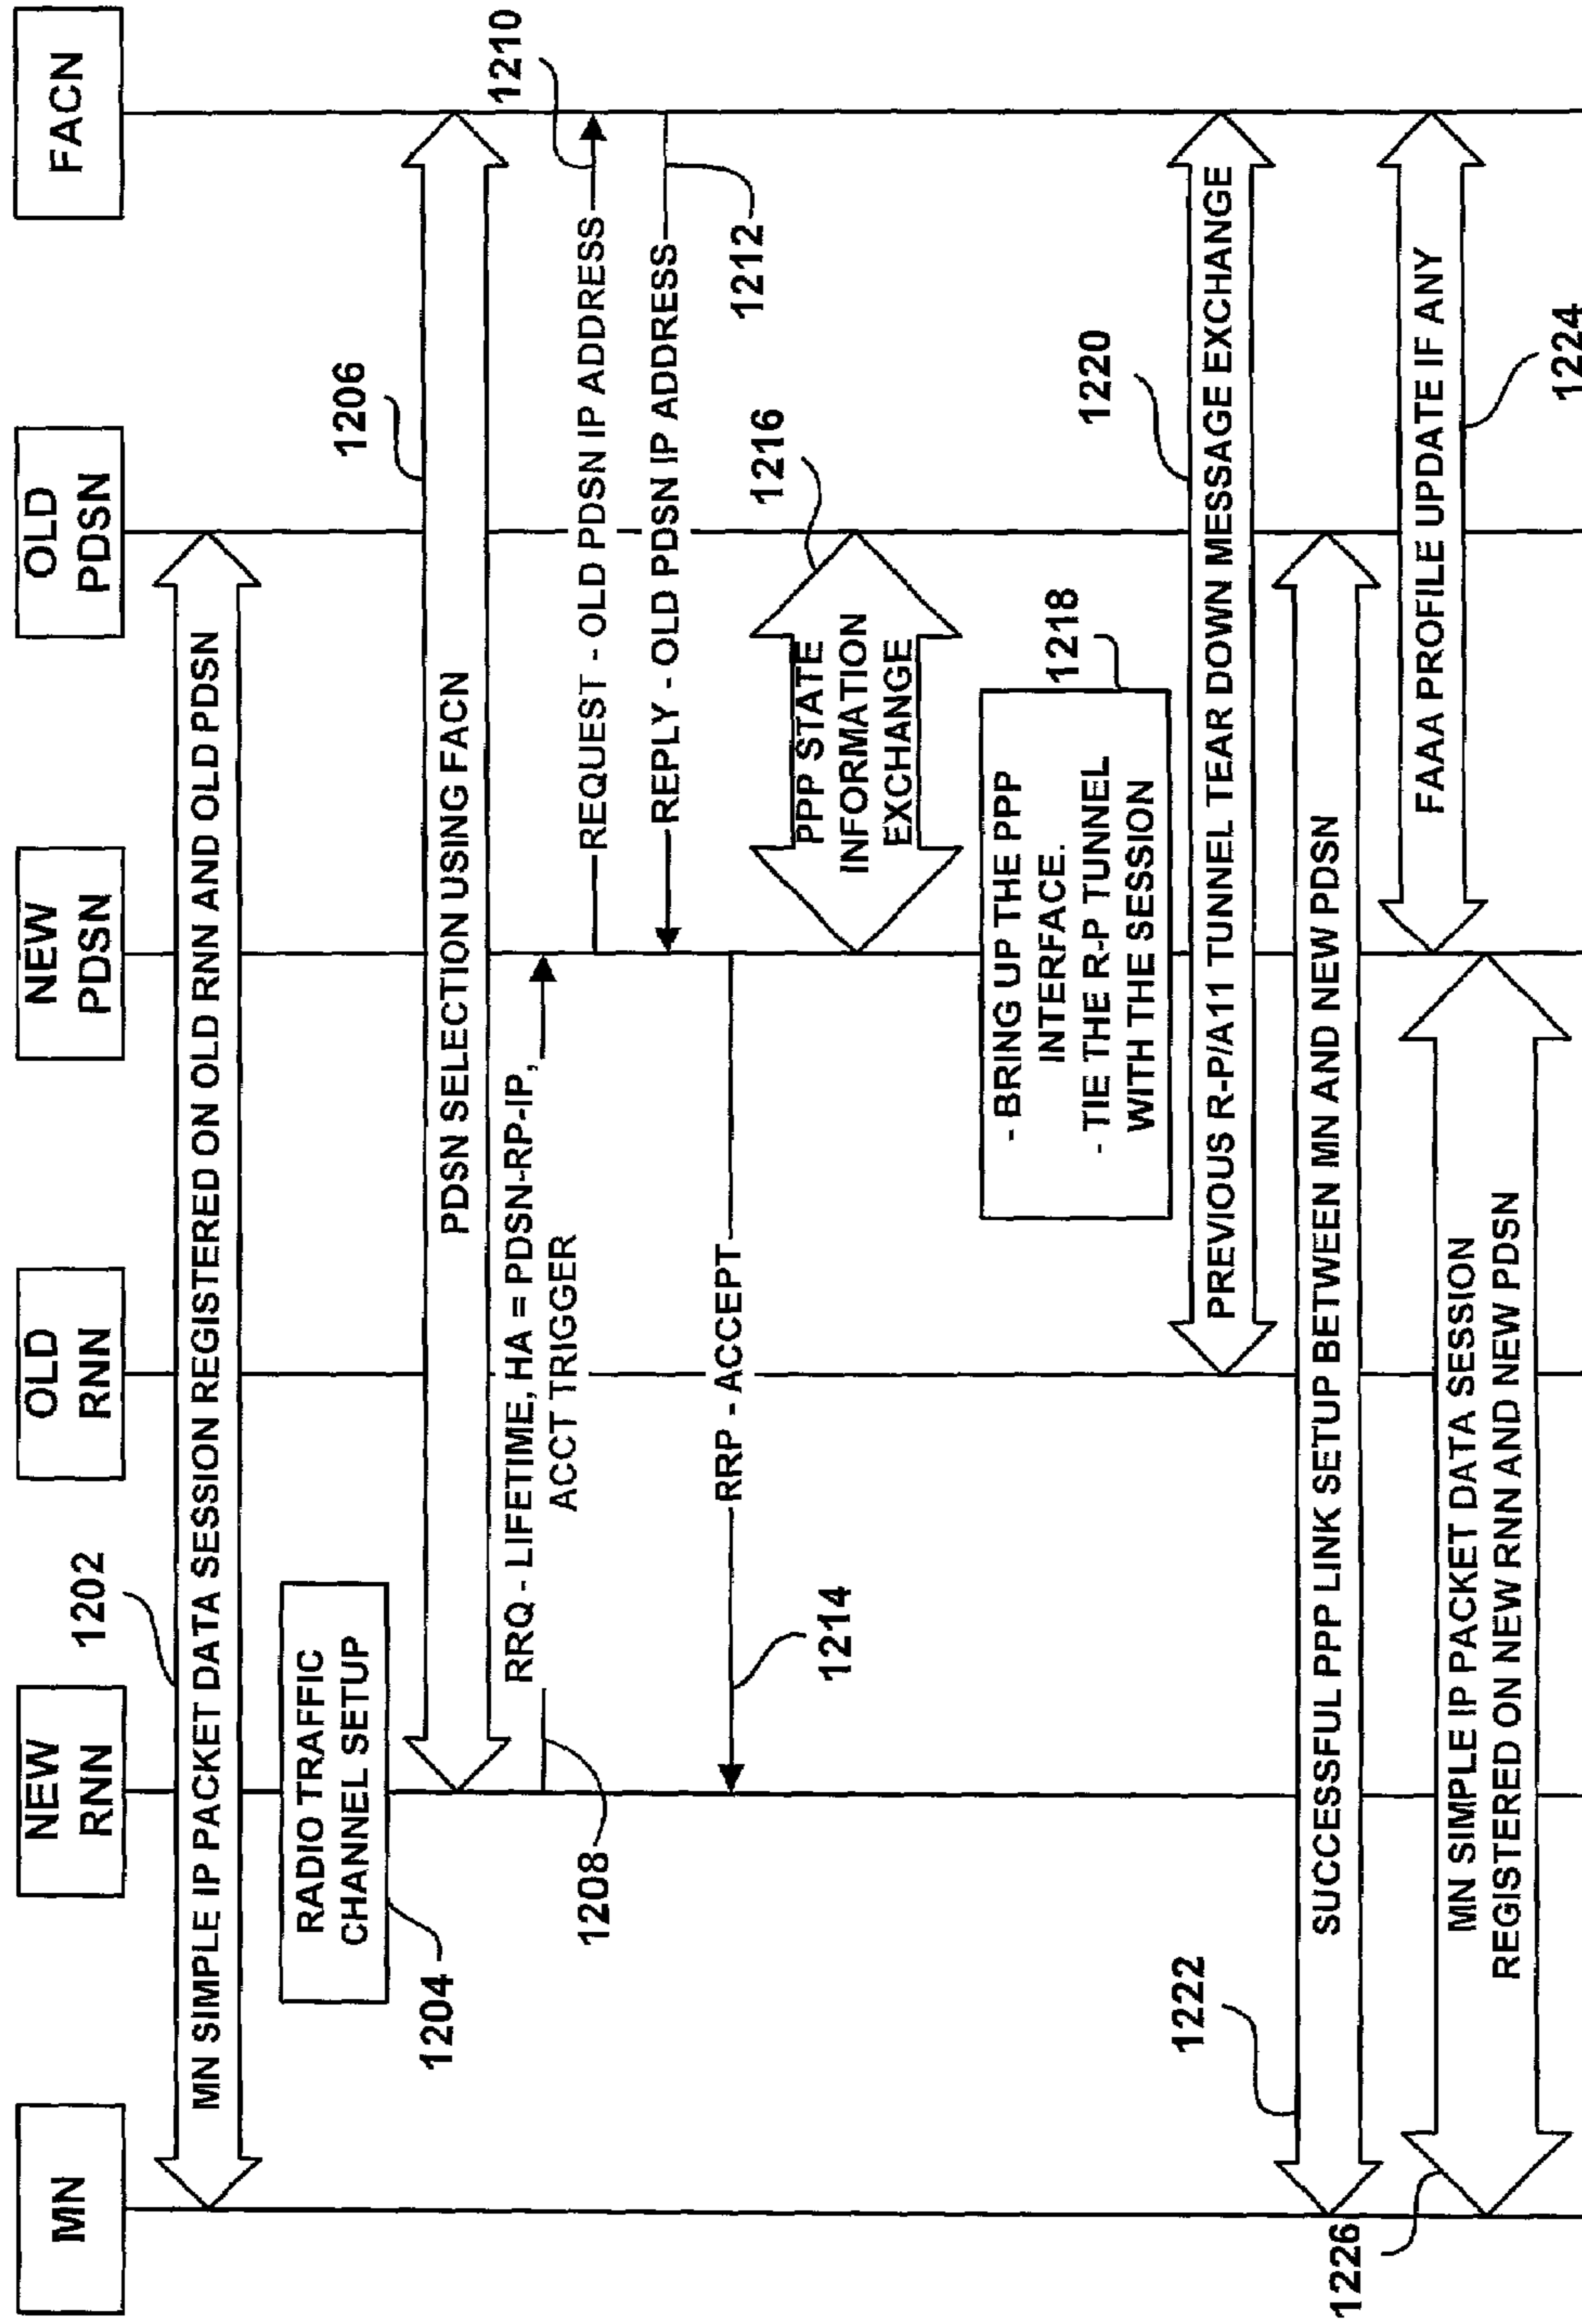 MN
NEW
RNN
OLD
RNN
NEW
PDSN
OLD
PDSN
FACN
1202
MN SIMPLE IP PACKET DATA SESSION REGISTERED ON OLD RNN AND OLD PDSN
RADIO TRAFFIC
CHANNEL SETUP
1204
1206
PDSN SELECTION USING FACN
RRQ - LIFETIME, HA = PDSN-RP-IP,
ACCT TRIGGER
1208
1210
REQUEST - OLD PDSN IP ADDRESS
REPLY - OLD PDSN IP ADDRESS
1212
RRP - ACCEPT
1214
1216
PPP STATE
INFORMATION
EXCHANGE
1218
- BRING UP THE PPP
INTERFACE.
- TIE THE R-P TUNNEL
WITH THE SESSION
1220
PREVIOUS R-P/A11 TUNNEL TEAR DOWN MESSAGE EXCHANGE
1222
SUCCESSFUL PPP LINK SETUP BETWEEN MN AND NEW PDSN
FAAA PROFILE UPDATE IF ANY
1224
MN SIMPLE IP PACKET DATA SESSION
REGISTERED ON NEW RNN AND NEW PDSN
1226